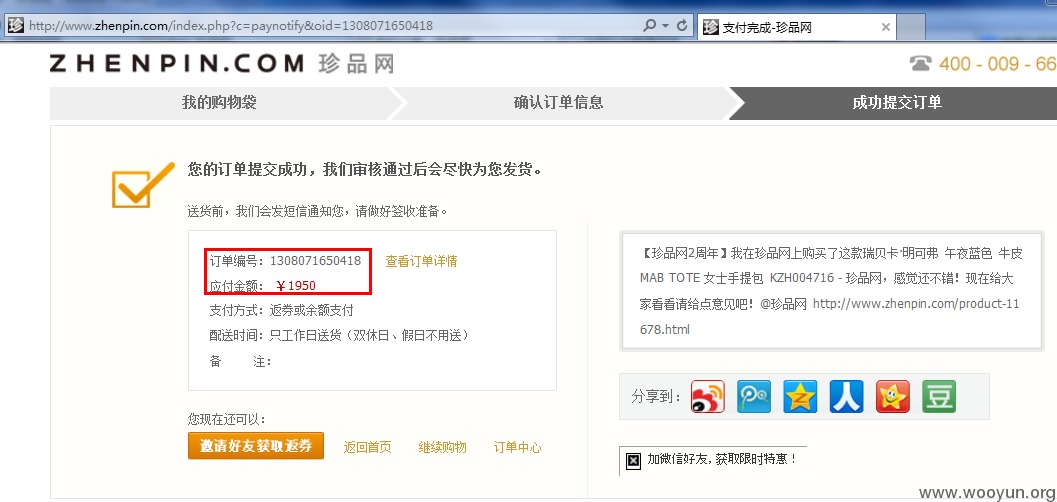 http://www.zhenpin.com/index.php?c=paynotify&oid=1308071650418
支付完成-珍品网
ZHENPIN.COM 珍品网
400 - 009 - 66
我的购物袋
确认订单信息
成功提交订单
您的订单提交成功，我们审核通过后会尽快为您发货。
送货前，我们会发短信通知您，请做好签收准备。
订单编号：1308071650418 查看订单详情
应付金额：￥1950
支付方式：返券或余额支付
配送时间：只工作日送货（双休日、假日不用送）
备 注：
您现在还可以：
邀请好友获取返券 返回首页 继续购物 订单中心
【珍品网2周年】我在珍品网上购买了这款瑞贝卡·明可弗 午夜蓝色 牛皮
MAB TOTE 女士手提包 KZH004716 - 珍品网，感觉还不错！现在给大
家看看请给点意见吧！@珍品网 http://www.zhenpin.com/product-11
678.html
分享到：
人
豆
加微信好友，获取限时特惠！
www.wooyun.org